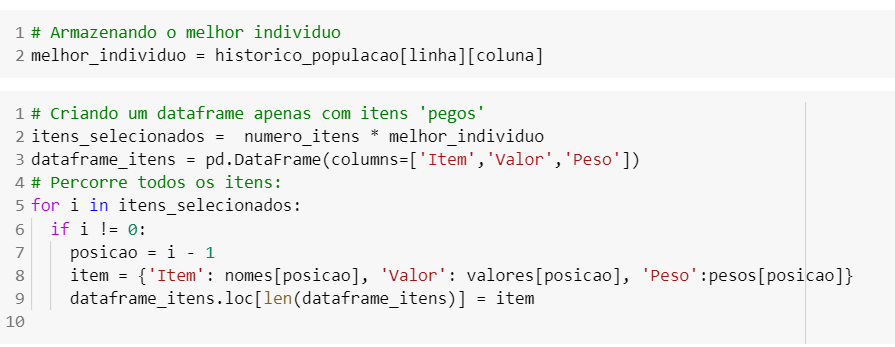 1 # Armazenando o melhor individuo
2 melhor_individuo = historico_populacao[linha][coluna]
1 # Criando um dataframe apenas com itens 'pegos'
2 itens_selecionados =  numero_itens * melhor_individuo
3 dataframe_itens = pd.DataFrame(columns=['Item','Valor','Peso'])
4 # Percorre todos os itens:
5 for i in itens_selecionados:
6   if i != 0:
7     posicao = i - 1
8     item = {'Item': nomes[posicao], 'Valor': valores[posicao], 'Peso':pesos[posicao]}
9     dataframe_itens.loc[len(dataframe_itens)] = item
10